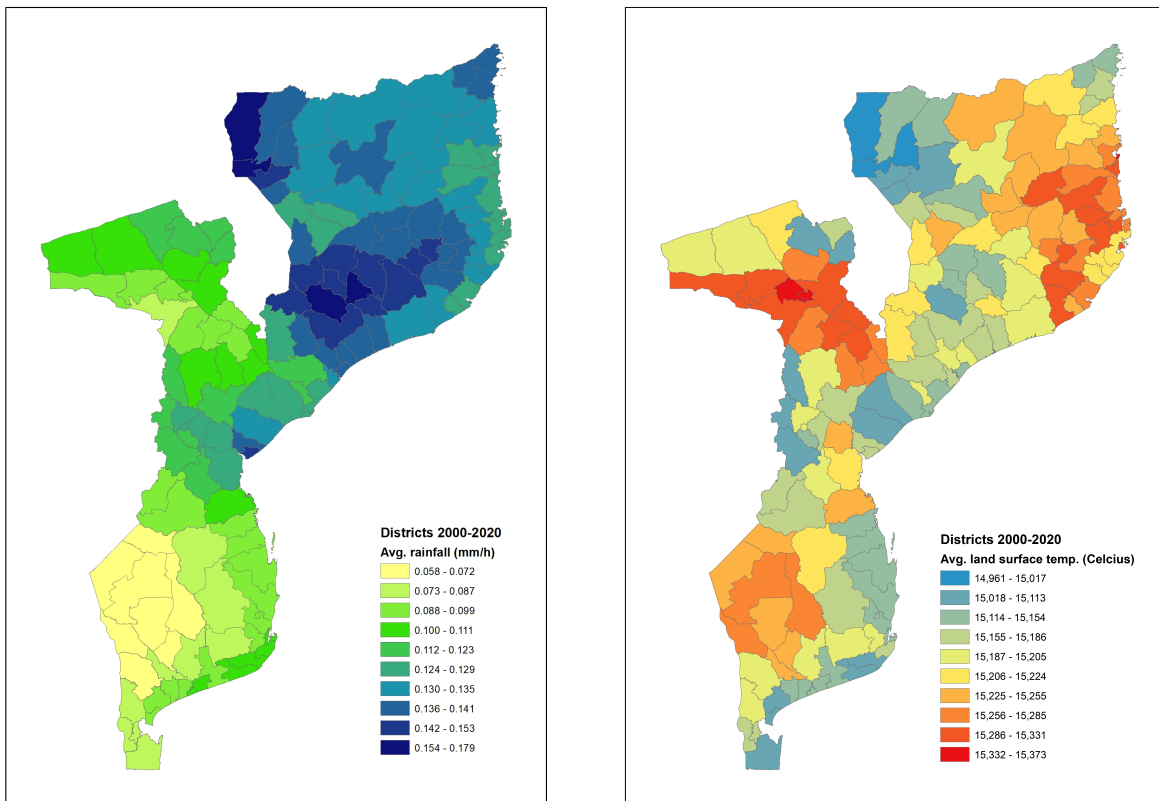 Districts 2000-2020
Avg. rainfall (mm/h)
0.058 - 0.072
0.073 - 0.087
0.088 - 0.099
0.100 - 0.111
0.112 - 0.123
0.124 - 0.129
0.130 - 0.135
0.136 - 0.141
0.142 - 0.153
0.154 - 0.179
Districts 2000-2020
Avg. land surface temp. (Celcius)
14,961 - 15,017
15,018 - 15,113
15,114 - 15,154
15,155 - 15,186
15,187 - 15,205
15,206 - 15,224
15,225 - 15,255
15,256 - 15,285
15,286 - 15,331
15,332 - 15,373